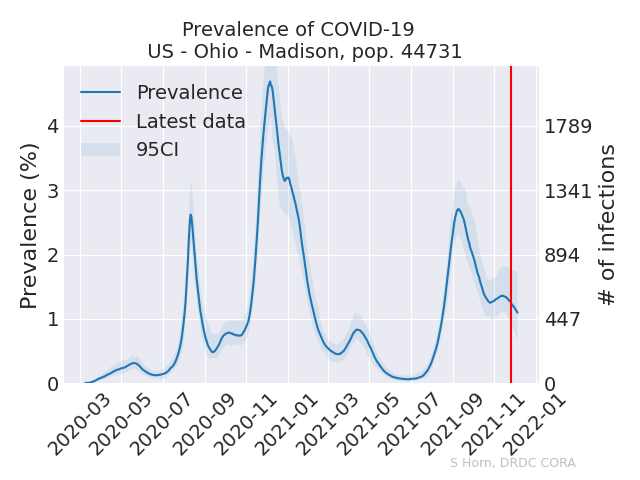 Prevalence of COVID-19
US - Ohio - Madison, pop. 44731
Prevalence
Latest data
95CI
Prevalence (%)
4
3
2
1
0
1789
1341
894
447
0
# of infections
2020-03
2020-05
2020-07
2020-09
2020-11
2021-01
2021-03
2021-05
2021-07
2021-09
2021-11
2022-01
S Horn, DRDC CORA